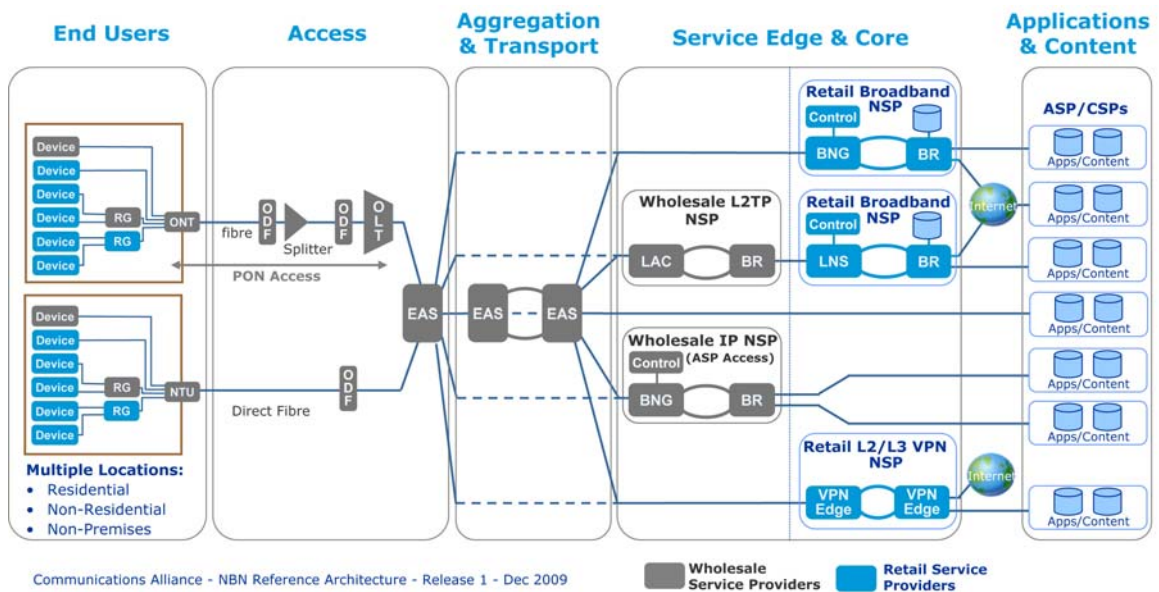 End Users
Access
Aggregation
& Transport
Service Edge & Core
Applications
& Content
Device
Device
Device
Device
Device
Device
RG
RG
ONT
fibre
ODF
Splitter
ODF
OLT
PON Access
Device
Device
Device
Device
Device
Device
RG
RG
NTU
Direct Fibre
ODF
Multiple Locations:
• Residential
• Non-Residential
• Non-Premises
EAS
EAS
EAS
Retail Broadband
NSP
Control
BNG
BR
Wholesale L2TP
NSP
LAC
BR
Retail Broadband
NSP
Control
LNS
BR
Internet
Wholesale IP NSP
(ASP Access)
Control
BNG
BR
Retail L2/L3 VPN
NSP
VPN
Edge
VPN
Edge
Internet
ASP/CSPs
Apps/Content
Apps/Content
Apps/Content
Apps/Content
Apps/Content
Apps/Content
Apps/Content
Communications Alliance - NBN Reference Architecture - Release 1 - Dec 2009
Wholesale
Service Providers
Retail Service
Providers